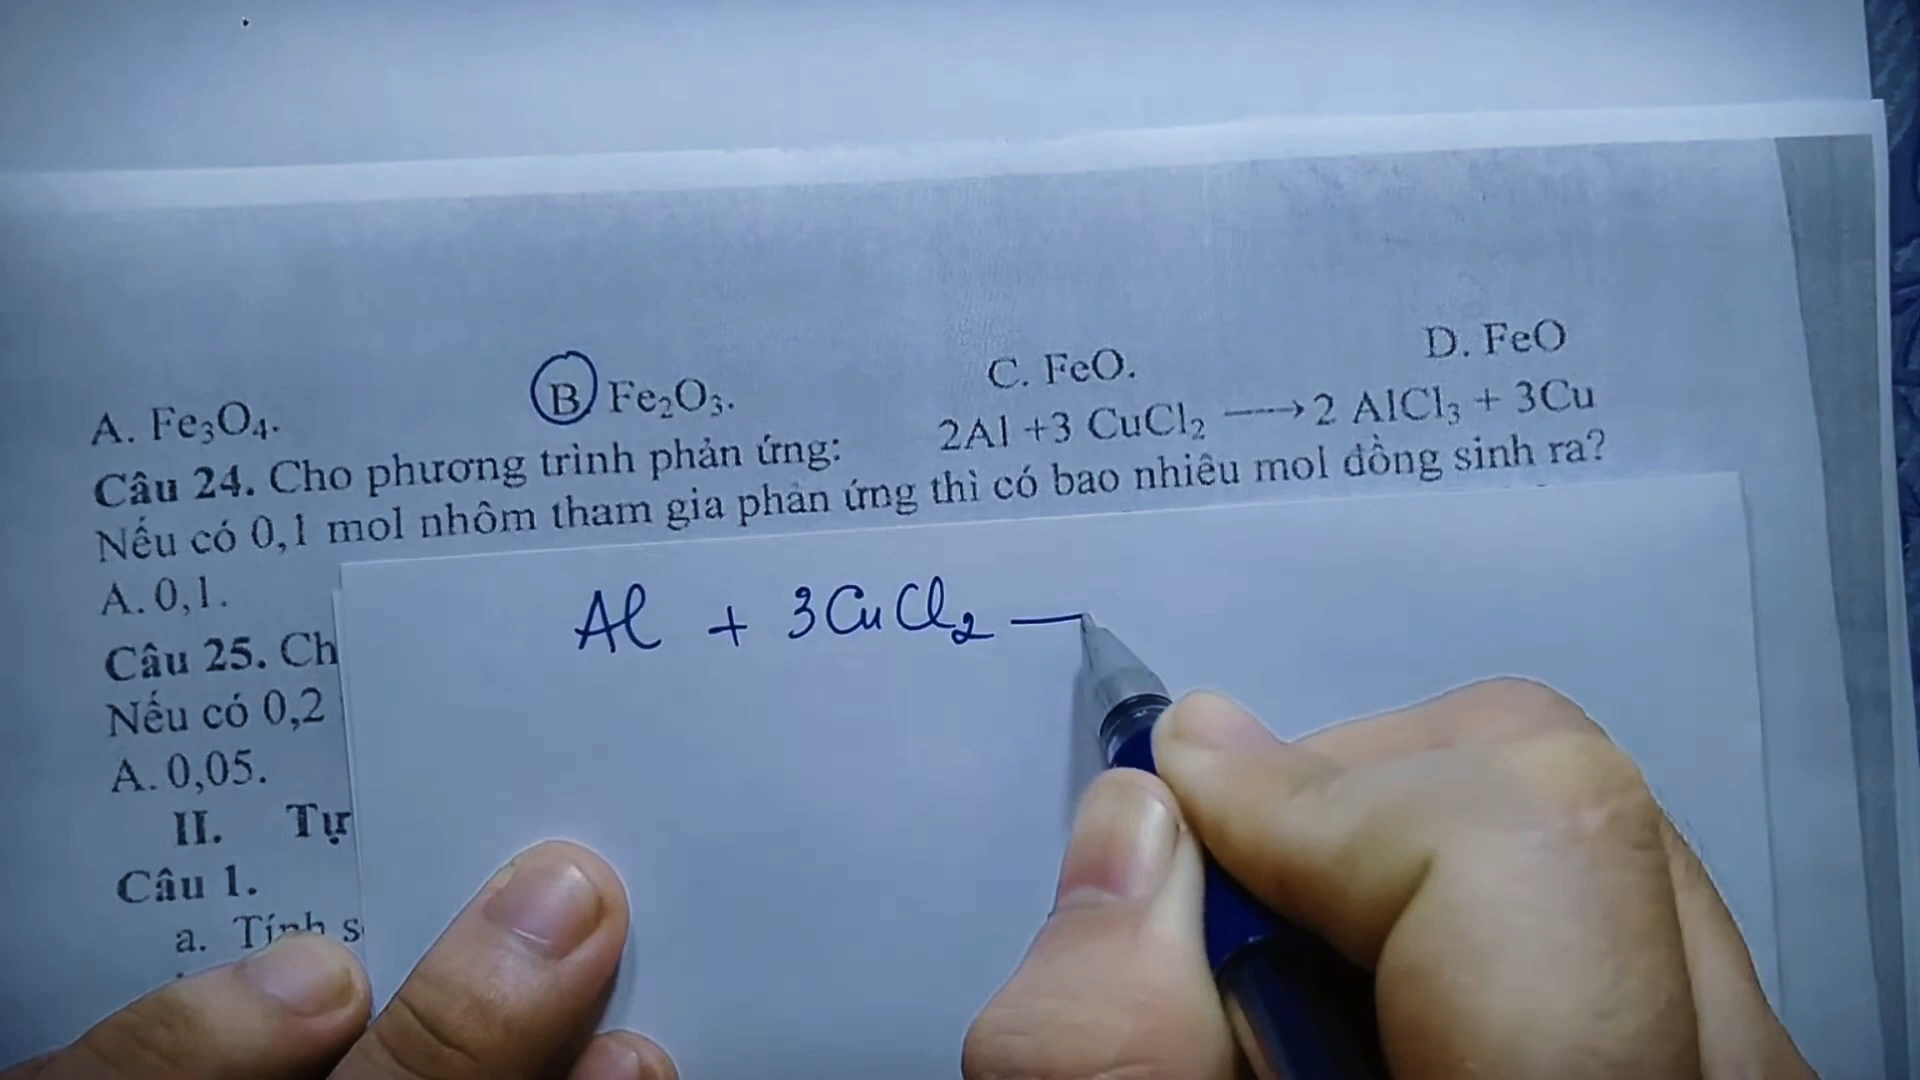 A. Fe₃O₄. B Fe₂O₃. C. FeO. D. FeO
Câu 24. Cho phương trình phản ứng: 2Al +3 CuCl₂ ⟶ 2 AlCl₃ + 3Cu
Nếu có 0,1 mol nhôm tham gia phản ứng thì có bao nhiêu mol đồng sinh ra?
A. 0,1.
Al + 3CuCl₂ —
Câu 25. Ch
Nếu có 0,2
A. 0,05.
II. Tự
Câu 1.
a. Tính s